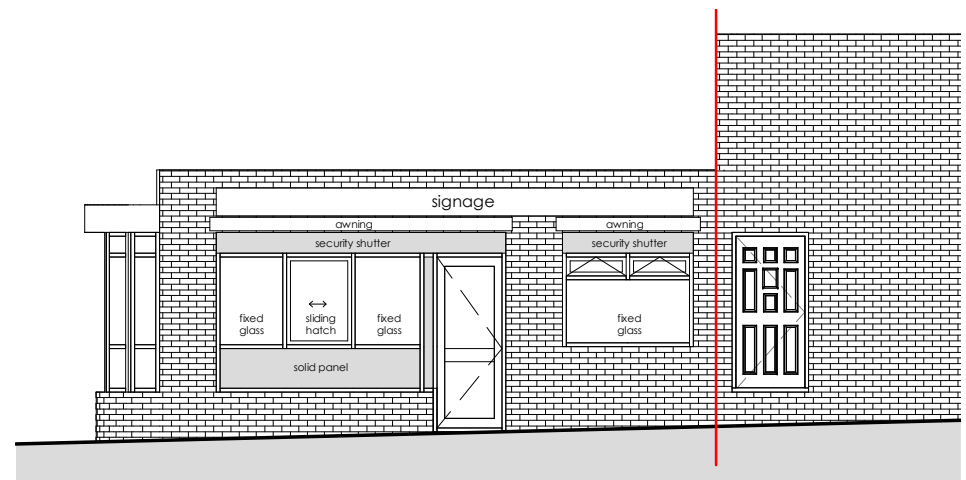 signage
awning
awning
security shutter
security shutter
fixed
glass
sliding
hatch
fixed
glass
fixed
glass
solid panel